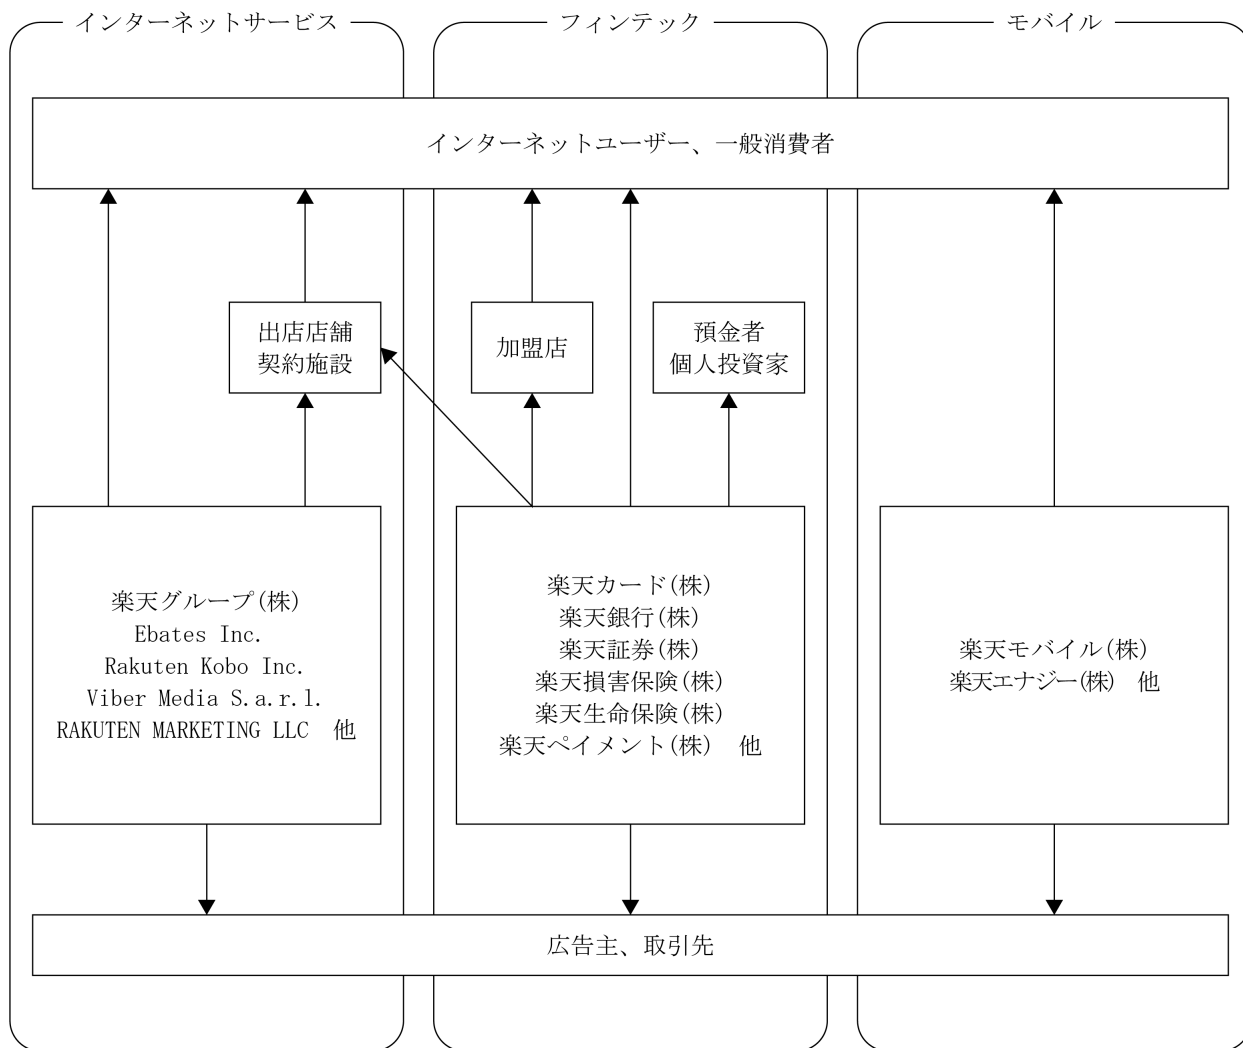 インターネットサービス
フィンテック
モバイル
インターネットユーザー、一般消費者
出店店舗
契約施設
加盟店
預金者
個人投資家
楽天グループ(株)
Ebates Inc.
Rakuten Kobo Inc.
Viber Media S.a.r.l.
RAKUTEN MARKETING LLC 他
楽天カード(株)
楽天銀行(株)
楽天証券(株)
楽天損害保険(株)
楽天生命保険(株)
楽天ペイメント(株) 他
楽天モバイル(株)
楽天エナジー(株) 他
広告主、取引先